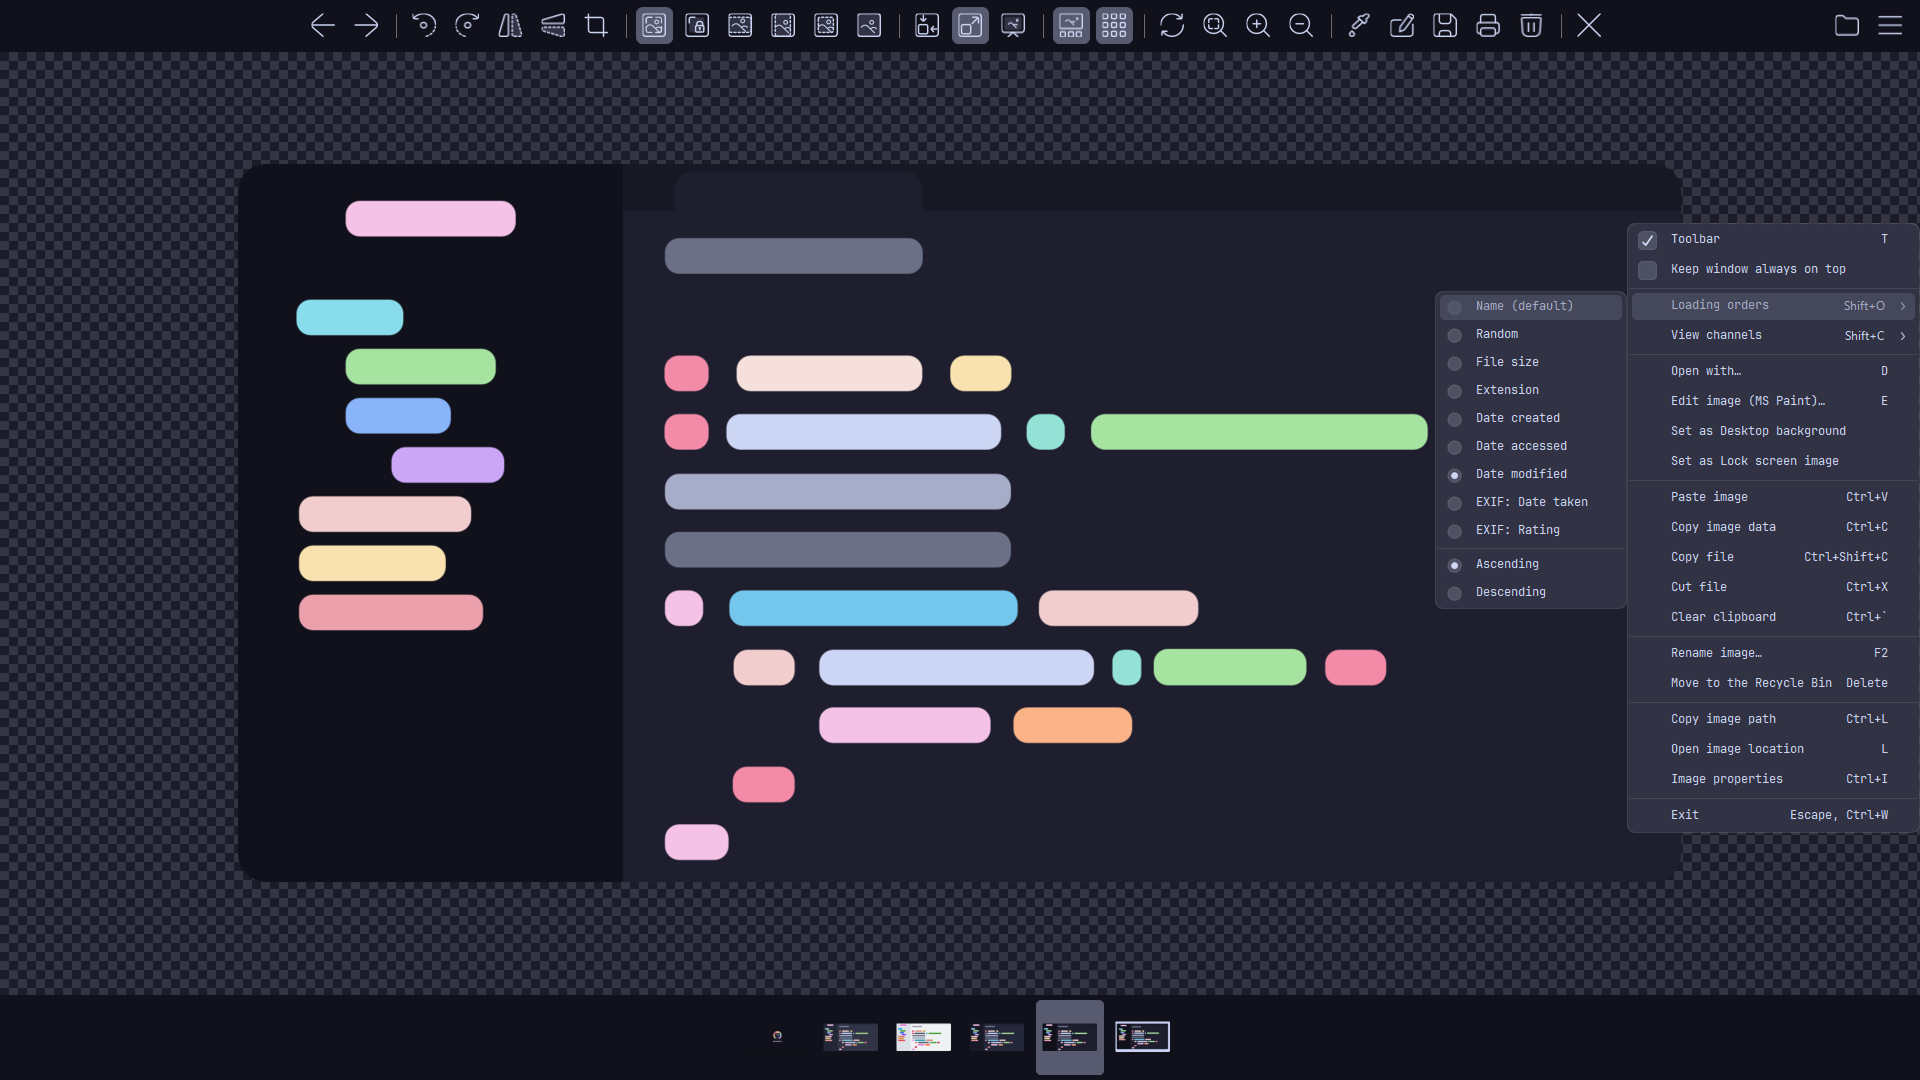 Toolbar T
Keep window always on top
Loading orders Shift+O
View channels Shift+C
Open with… D
Edit image (MS Paint)… E
Set as Desktop background
Set as Lock screen image
Paste image Ctrl+V
Copy image data Ctrl+C
Copy file Ctrl+Shift+C
Cut file Ctrl+X
Clear clipboard Ctrl+`
Rename image… F2
Move to the Recycle Bin Delete
Copy image path Ctrl+L
Open image location L
Image properties Ctrl+I
Exit Escape, Ctrl+W
Name (default)
Random
File size
Extension
Date created
Date accessed
Date modified
EXIF: Date taken
EXIF: Rating
Ascending
Descending